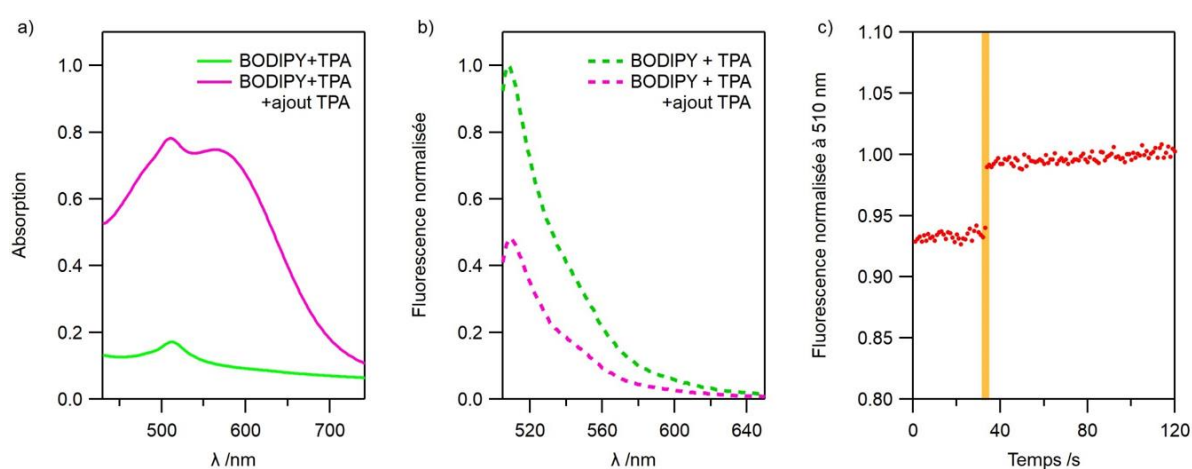 a)
Absorption
1.0
0.8
0.6
0.4
0.2
0.0
BODIPY+TPA
BODIPY+TPA
+ajout TPA
500 600 700
λ /nm
b)
Fluorescence normalisée
1.0
0.8
0.6
0.4
0.2
0.0
BODIPY + TPA
BODIPY + TPA
+ajout TPA
520 560 600 640
λ /nm
c)
Fluorescence normalisée à 510 nm
1.10
1.05
1.00
0.95
0.90
0.85
0.80
0 40 80 120
Temps /s